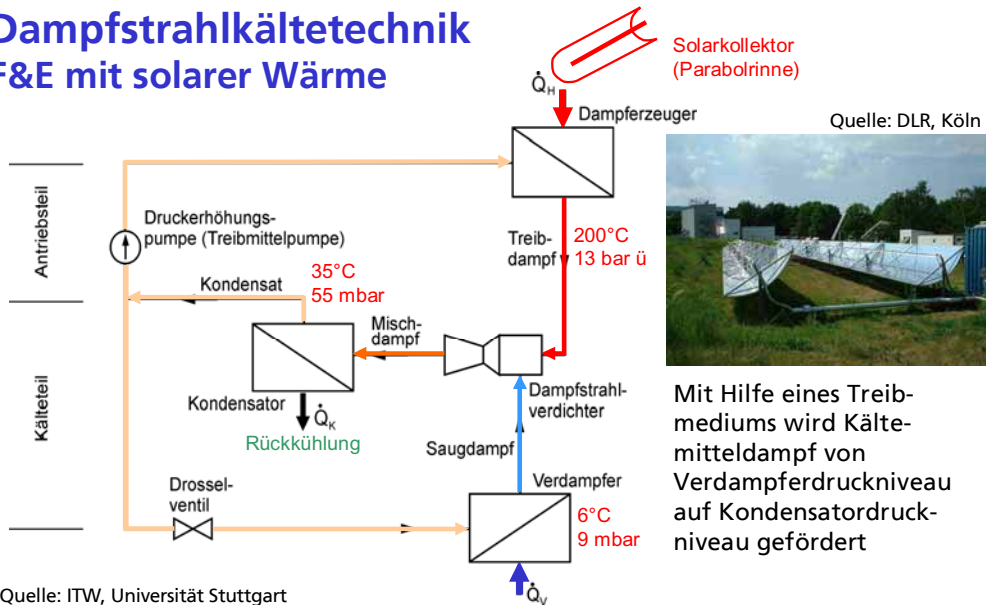 Dampfstrahlkältetechnik
F&E mit solarer Wärme
Solarkollektor
(Parabolrinne)
Q̇H
Dampferzeuger
Quelle: DLR, Köln
Antriebsteil
Druckerhöhungs-
pumpe (Treibmittelpumpe)
Treib-
dampf
200°C
13 bar ü
35°C
55 mbar
Kondensat
Misch-
dampf
Kälteteil
Kondensator
Q̇K
Rückkühlung
Dampfstrahl-
verdichter
Saugdampf
Mit Hilfe eines Treib-
mediums wird Kälte-
mitteldampf von
Verdampferdruckniveau
auf Kondensatordruck-
niveau gefördert
Drossel-
ventil
Verdampfer
6°C
9 mbar
Q̇V
Quelle: ITW, Universität Stuttgart